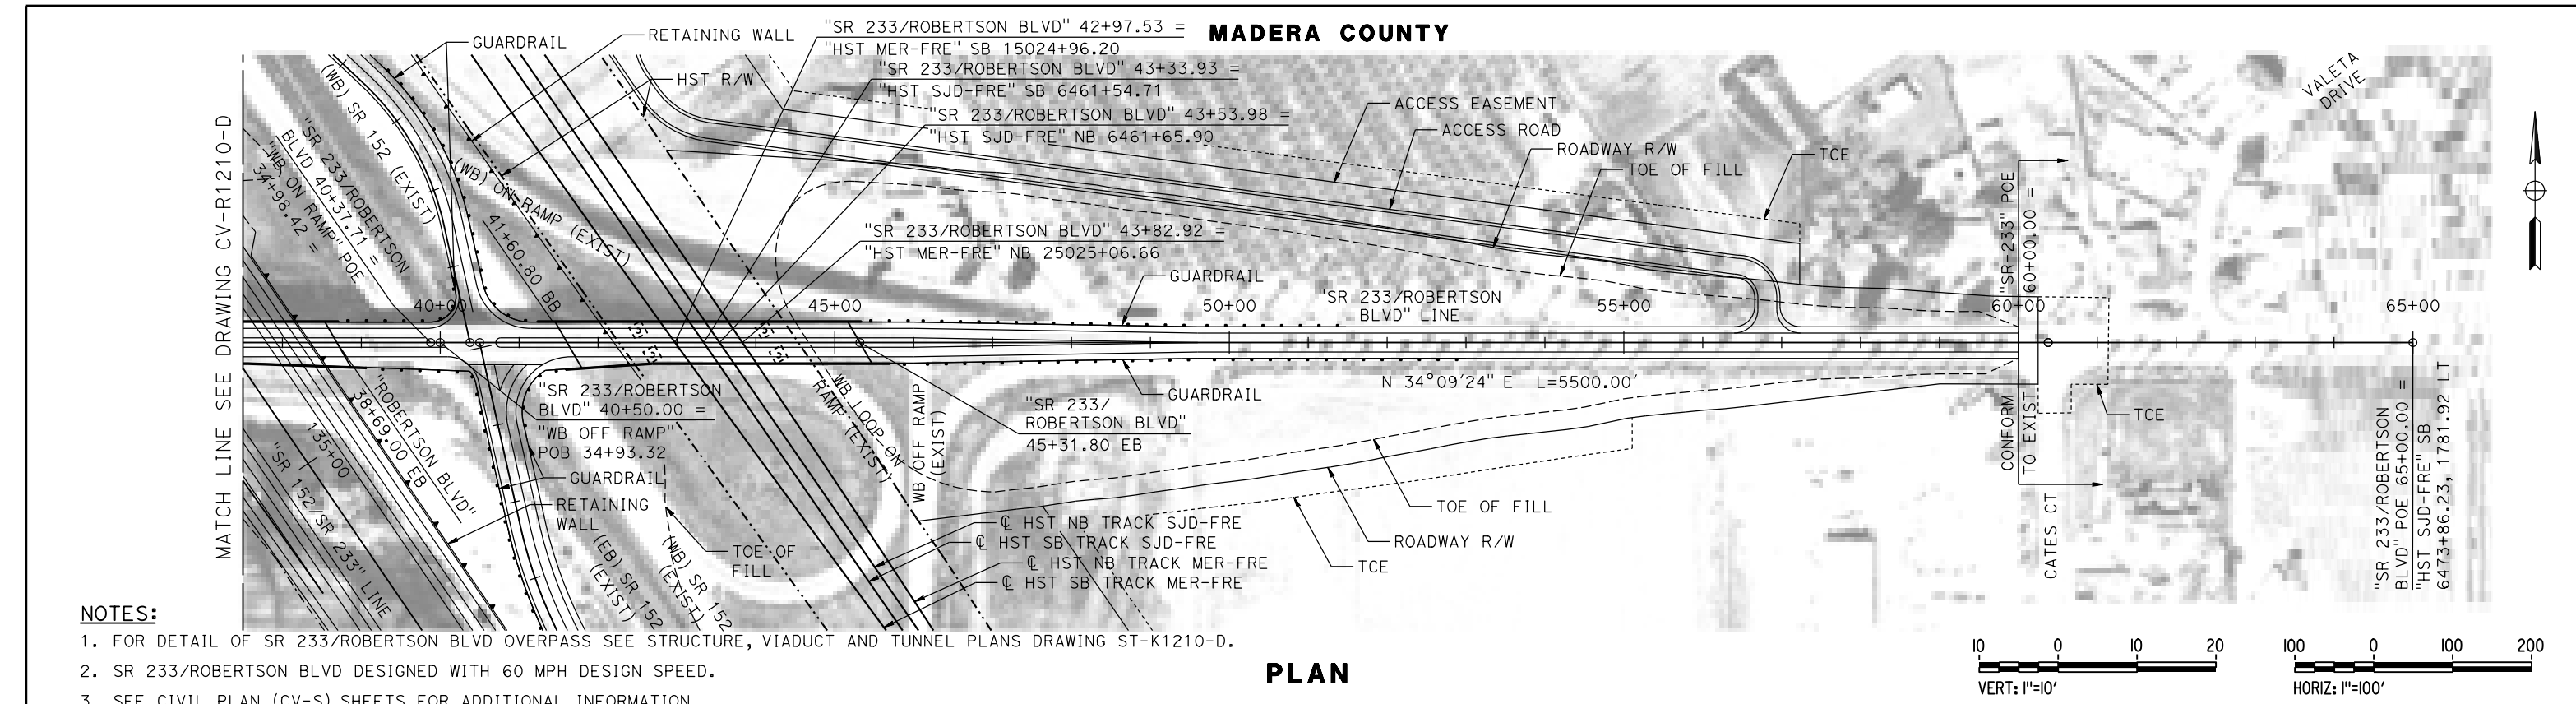 MADERA COUNTY
GUARDRAIL
RETAINING WALL
HST R/W
"SR 233/ROBERTSON BLVD" 42+97.53 =
"HST MER-FRE" SB 15024+96.20
"SR 233/ROBERTSON BLVD" 43+33.93 =
"HST SJD-FRE" SB 6461+54.71
"SR 233/ROBERTSON BLVD" 43+53.98 =
"HST SJD-FRE" NB 6461+65.90
"SR 233/ROBERTSON BLVD" 43+82.92 =
"HST MER-FRE" NB 25025+06.66
ACCESS EASEMENT
ACCESS ROAD
ROADWAY R/W
TOE OF FILL
TCE
VALETA
DRIVE
MATCH LINE SEE DRAWING CV-R1210-D
(WB) SR 152 (EXIST)
"SR 233/ROBERTSON
BLVD 40+37.71 =
"WB ON RAMP" POE
34+98.42 =
(WB) ON RAMP (EXIST)
41+60.80 BB
GUARDRAIL
"SR 233/ROBERTSON
BLVD" LINE
40+00
45+00
50+00
55+00
60+00
65+00
"SR-233" POE
60+00.00 =
N 34°09'24" E L=5500.00'
GUARDRAIL
"SR 233/ROBERTSON
BLVD" 40+50.00 =
"WB OFF RAMP"
POB 34+93.32
GUARDRAIL
RETAINING
WALL
"ROBERTSON BLVD"
38+69.00 EB
135+00
"SR 152/SR 233" LINE
(EB) SR 152
(EXIST)
(WB) SR 152
(EXIST)
TOE OF
FILL
WB LOOP ON
RAMP (EXIST)
WB OFF RAMP
(EXIST)
"SR 233/
ROBERTSON BLVD"
45+31.80 EB
℄ HST NB TRACK SJD-FRE
℄ HST SB TRACK SJD-FRE
℄ HST NB TRACK MER-FRE
℄ HST SB TRACK MER-FRE
TOE OF FILL
ROADWAY R/W
TCE
CONFORM
TO EXIST
CATES CT
TCE
"SR 233/ROBERTSON
BLVD" POE 65+00.00 =
"HST SJD-FRE" SB
6473+86.23, 1781.92 LT
NOTES:
1. FOR DETAIL OF SR 233/ROBERTSON BLVD OVERPASS SEE STRUCTURE, VIADUCT AND TUNNEL PLANS DRAWING ST-K1210-D.
2. SR 233/ROBERTSON BLVD DESIGNED WITH 60 MPH DESIGN SPEED.
3. SEE CIVIL PLAN (CV-S) SHEETS FOR ADDITIONAL INFORMATION
PLAN
10 0 10 20
VERT: 1"=10'
100 0 100 200
HORIZ: 1"=100'